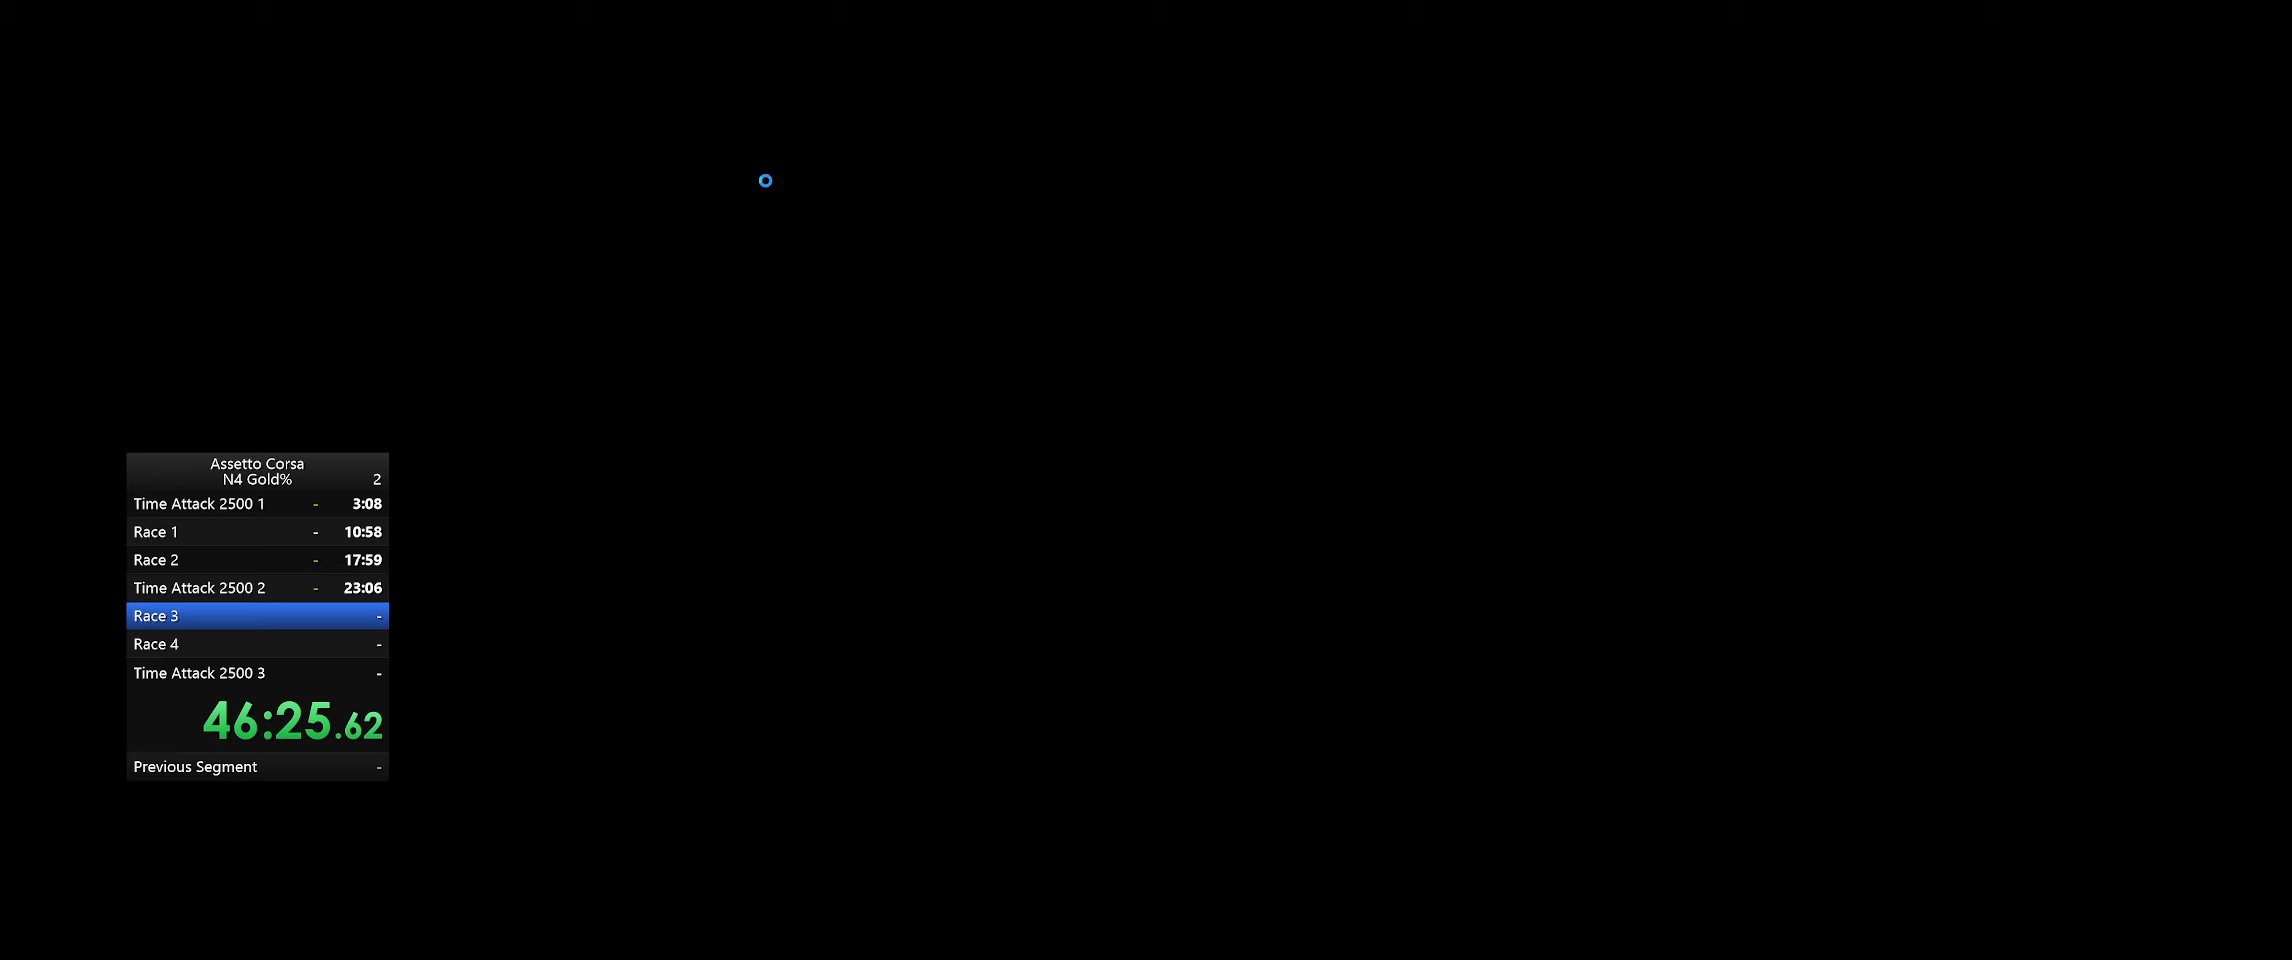 Assetto Corsa
N4 Gold% 2
Time Attack 2500 1 - 3:08
Race 1 - 10:58
Race 2 - 17:59
Time Attack 2500 2 - 23:06
Race 3 -
Race 4 -
Time Attack 2500 3 -
46:25.62
Previous Segment -